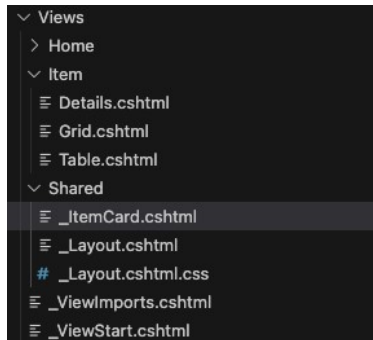 Views
Home
Item
Details.cshtml
Grid.cshtml
Table.cshtml
Shared
_ItemCard.cshtml
_Layout.cshtml
# _Layout.cshtml.css
_ViewImports.cshtml
_ViewStart.cshtml